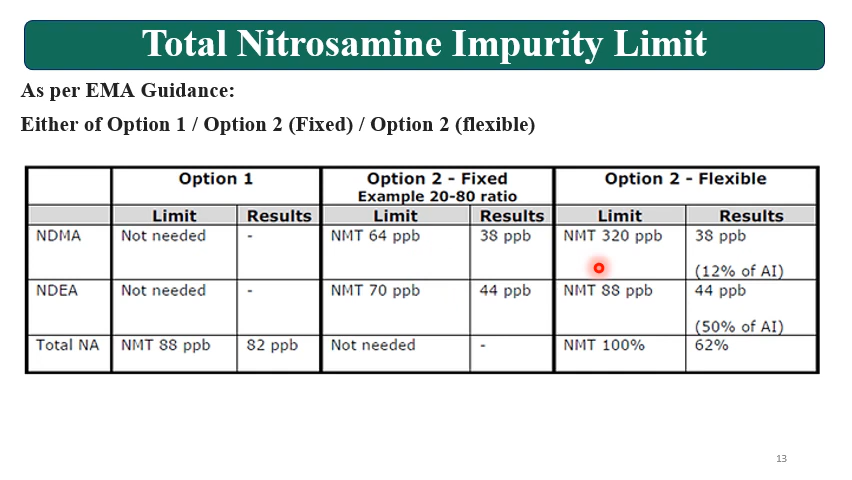 Total Nitrosamine Impurity Limit
As per EMA Guidance:
Either of Option 1 / Option 2 (Fixed) / Option 2 (flexible)
Option 1 Option 2 - Fixed Option 2 - Flexible
Example 20-80 ratio
Limit Results Limit Results Limit Results
NDMA Not needed - NMT 64 ppb 38 ppb NMT 320 ppb 38 ppb
(12% of AI)
NDEA Not needed - NMT 70 ppb 44 ppb NMT 88 ppb 44 ppb
(50% of AI)
Total NA NMT 88 ppb 82 ppb Not needed - NMT 100% 62%
13